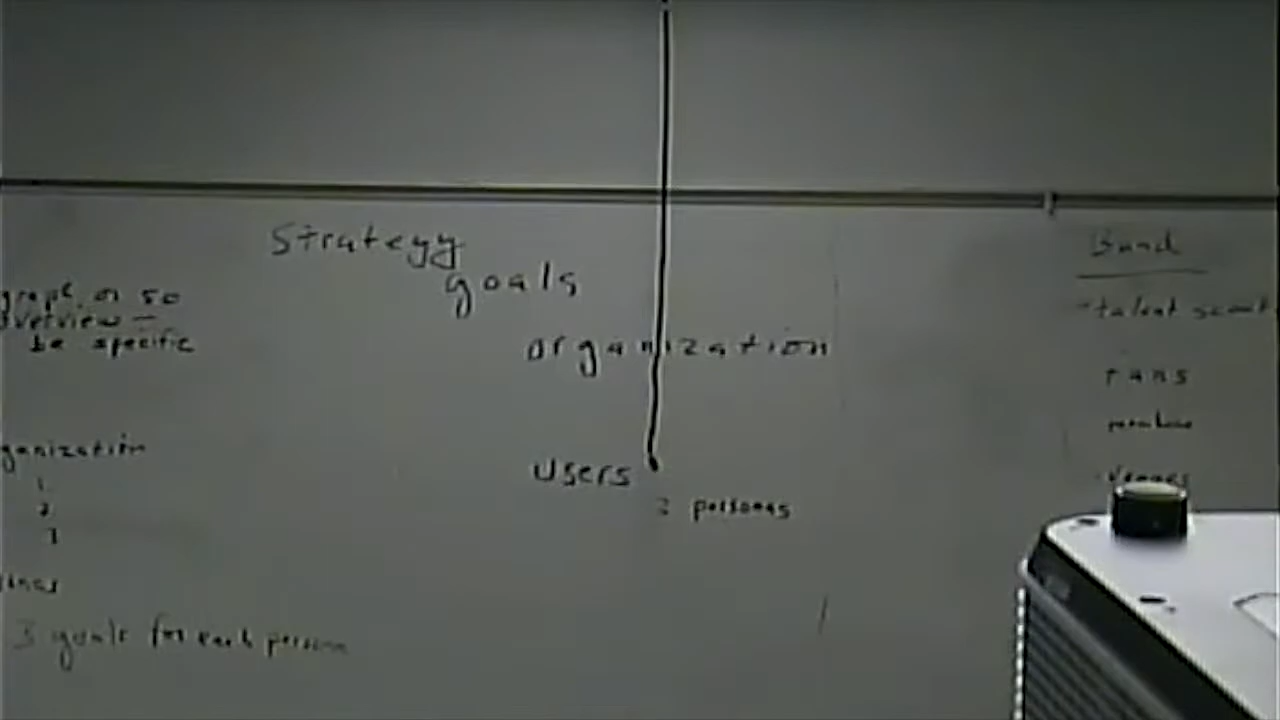 graph or so
overview —
be specific
ganization
1
2
3
3 goals for each persona
Strategy
goals
organization
users
personas
Band
talent scout
fans
venues